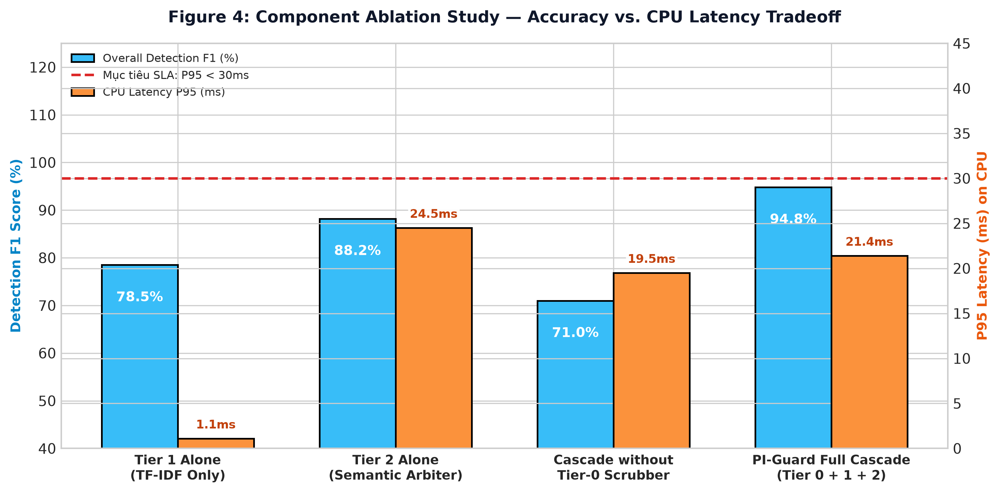 Figure 4: Component Ablation Study — Accuracy vs. CPU Latency Tradeoff
Overall Detection F1 (%)
Mục tiêu SLA: P95 < 30ms
CPU Latency P95 (ms)
Detection F1 Score (%)
120
110
100
90
80
70
60
50
40
78.5%
1.1ms
88.2%
24.5ms
71.0%
19.5ms
94.8%
21.4ms
45
40
35
30
25
20
15
10
5
0
P95 Latency (ms) on CPU
Tier 1 Alone
(TF-IDF Only)
Tier 2 Alone
(Semantic Arbiter)
Cascade without
Tier-0 Scrubber
PI-Guard Full Cascade
(Tier 0 + 1 + 2)